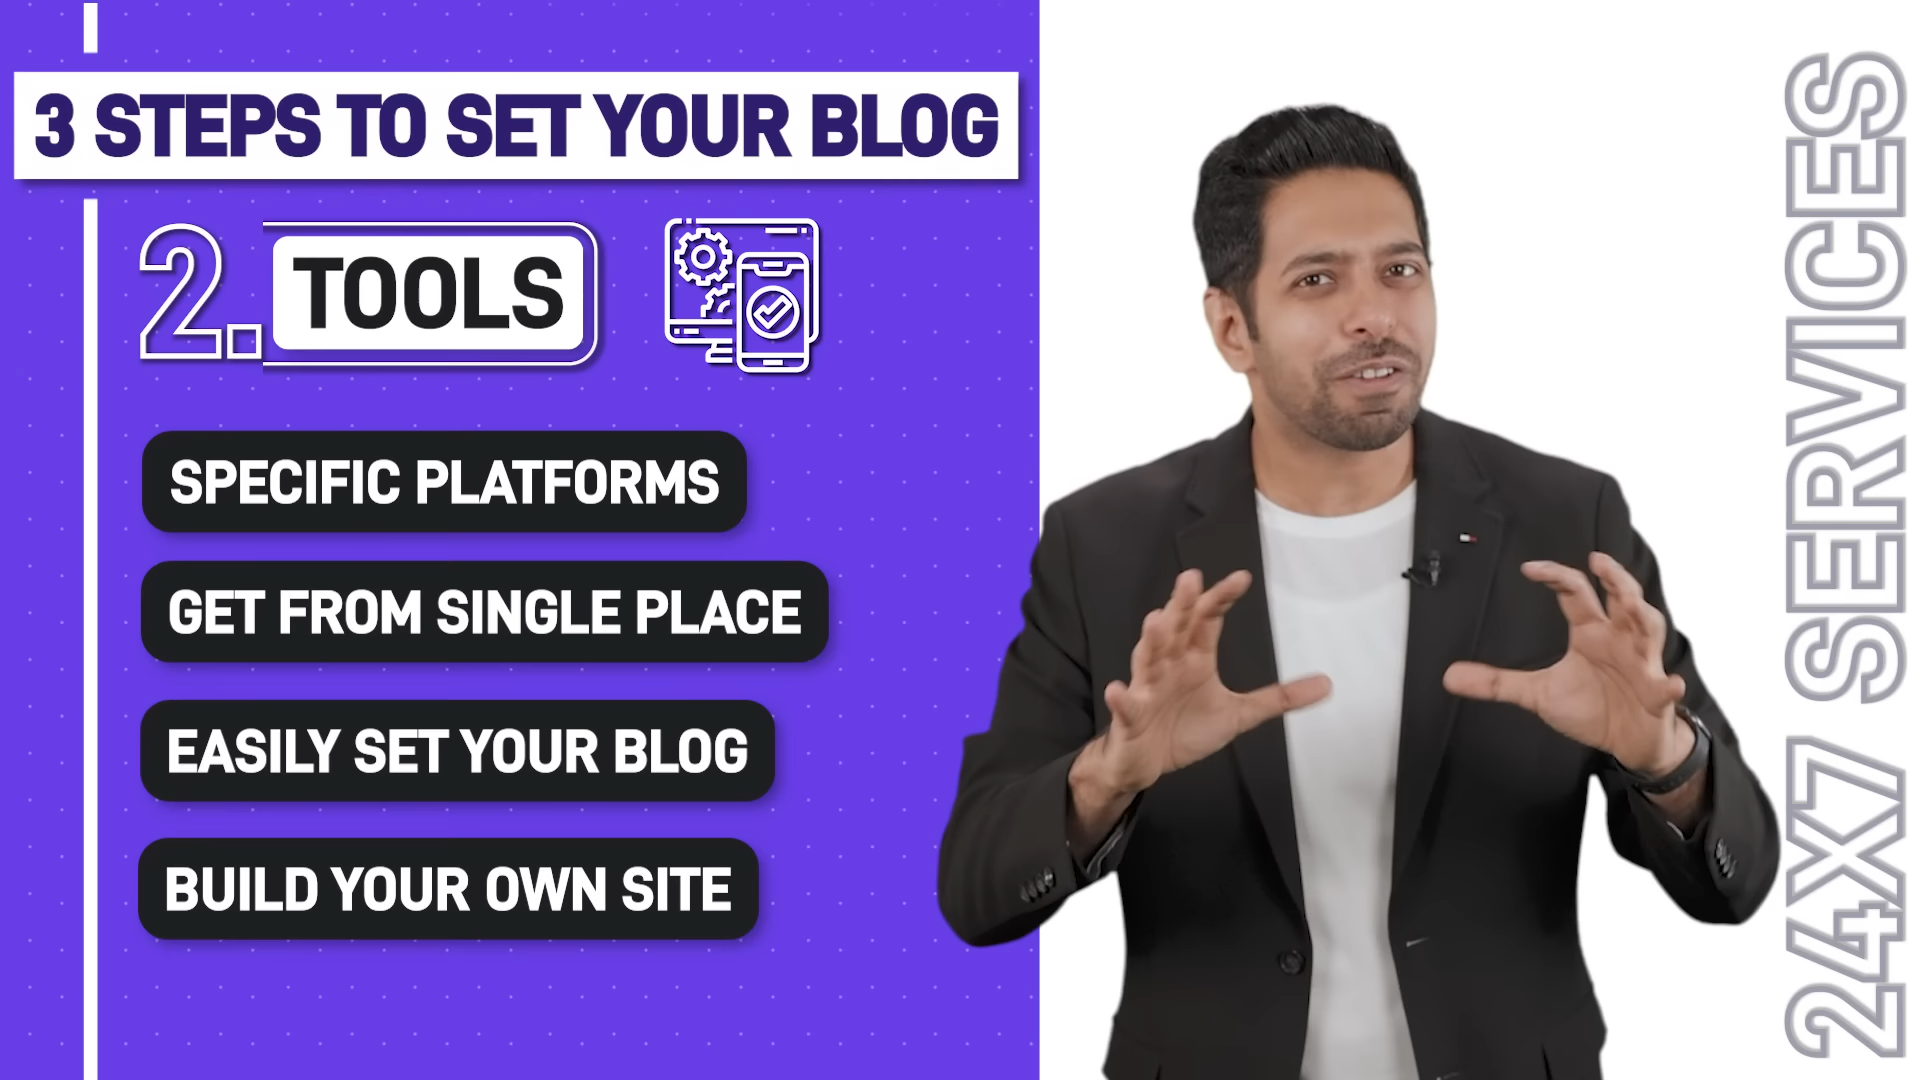 3 STEPS TO SET YOUR BLOG
2. TOOLS
SPECIFIC PLATFORMS
GET FROM SINGLE PLACE
EASILY SET YOUR BLOG
BUILD YOUR OWN SITE
24X7 SERVICES